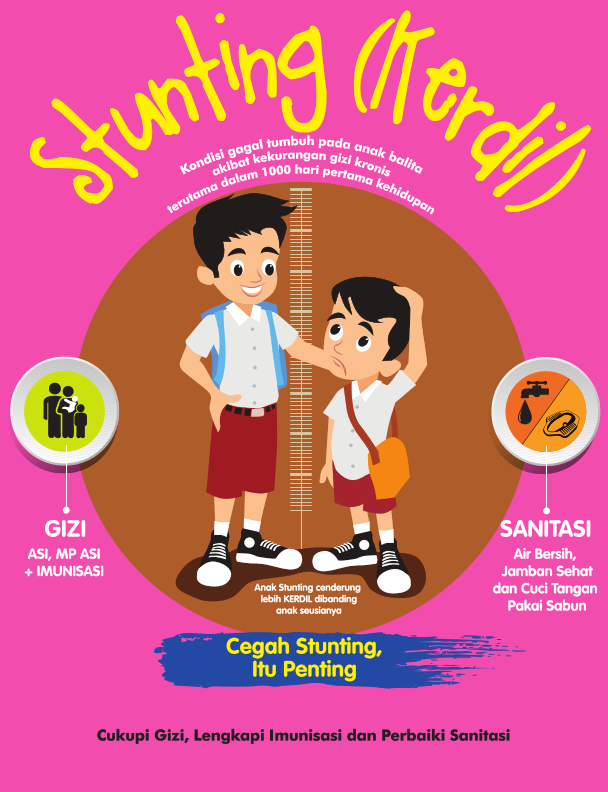 Stunting (Kerdil)
Kondisi gagal tumbuh pada anak balita
akibat kekurangan gizi kronis
terutama dalam 1000 hari pertama kehidupan
GIZI
ASI, MP ASI
+ IMUNISASI
SANITASI
Air Bersih,
Jamban Sehat
dan Cuci Tangan
Pakai Sabun
Anak Stunting cenderung
lebih KERDIL dibanding
anak seusianya
Cegah Stunting,
Itu Penting
Cukupi Gizi, Lengkapi Imunisasi dan Perbaiki Sanitasi